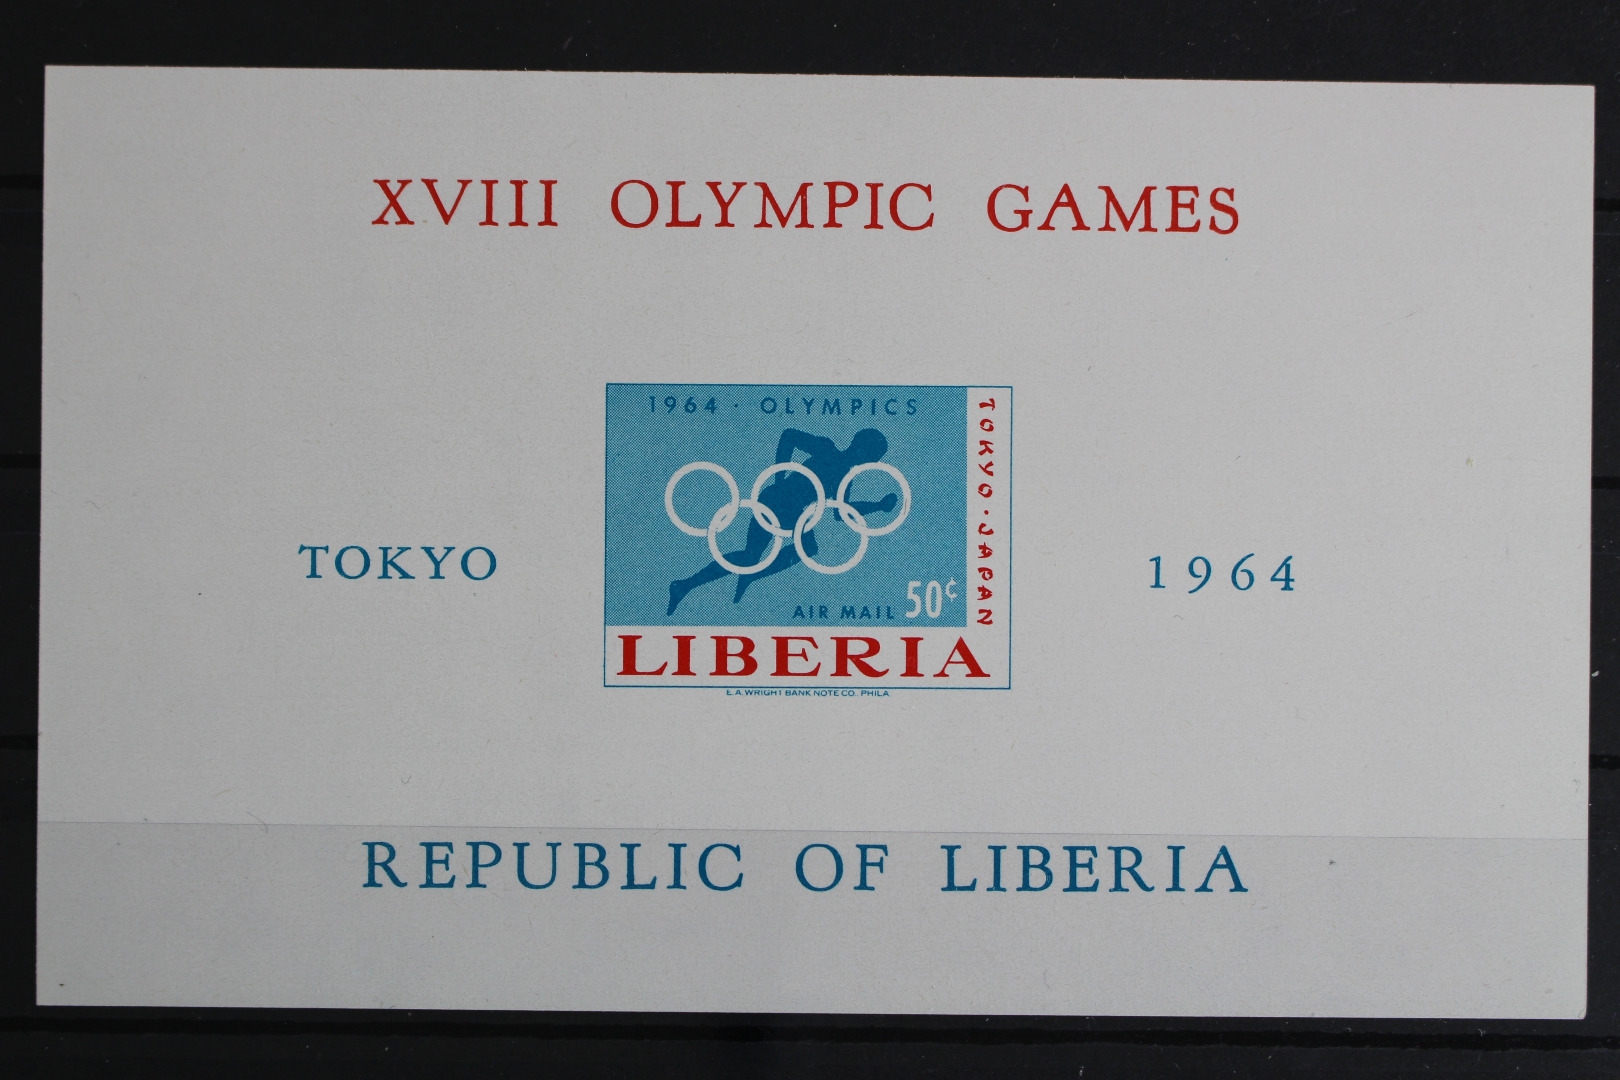 XVIII OLYMPIC GAMES
1964 · OLYMPICS
TOKYO · JAPAN
TOKYO
1964
AIR MAIL 50¢
LIBERIA
E.A. WRIGHT BANK NOTE CO. PHILA
REPUBLIC OF LIBERIA